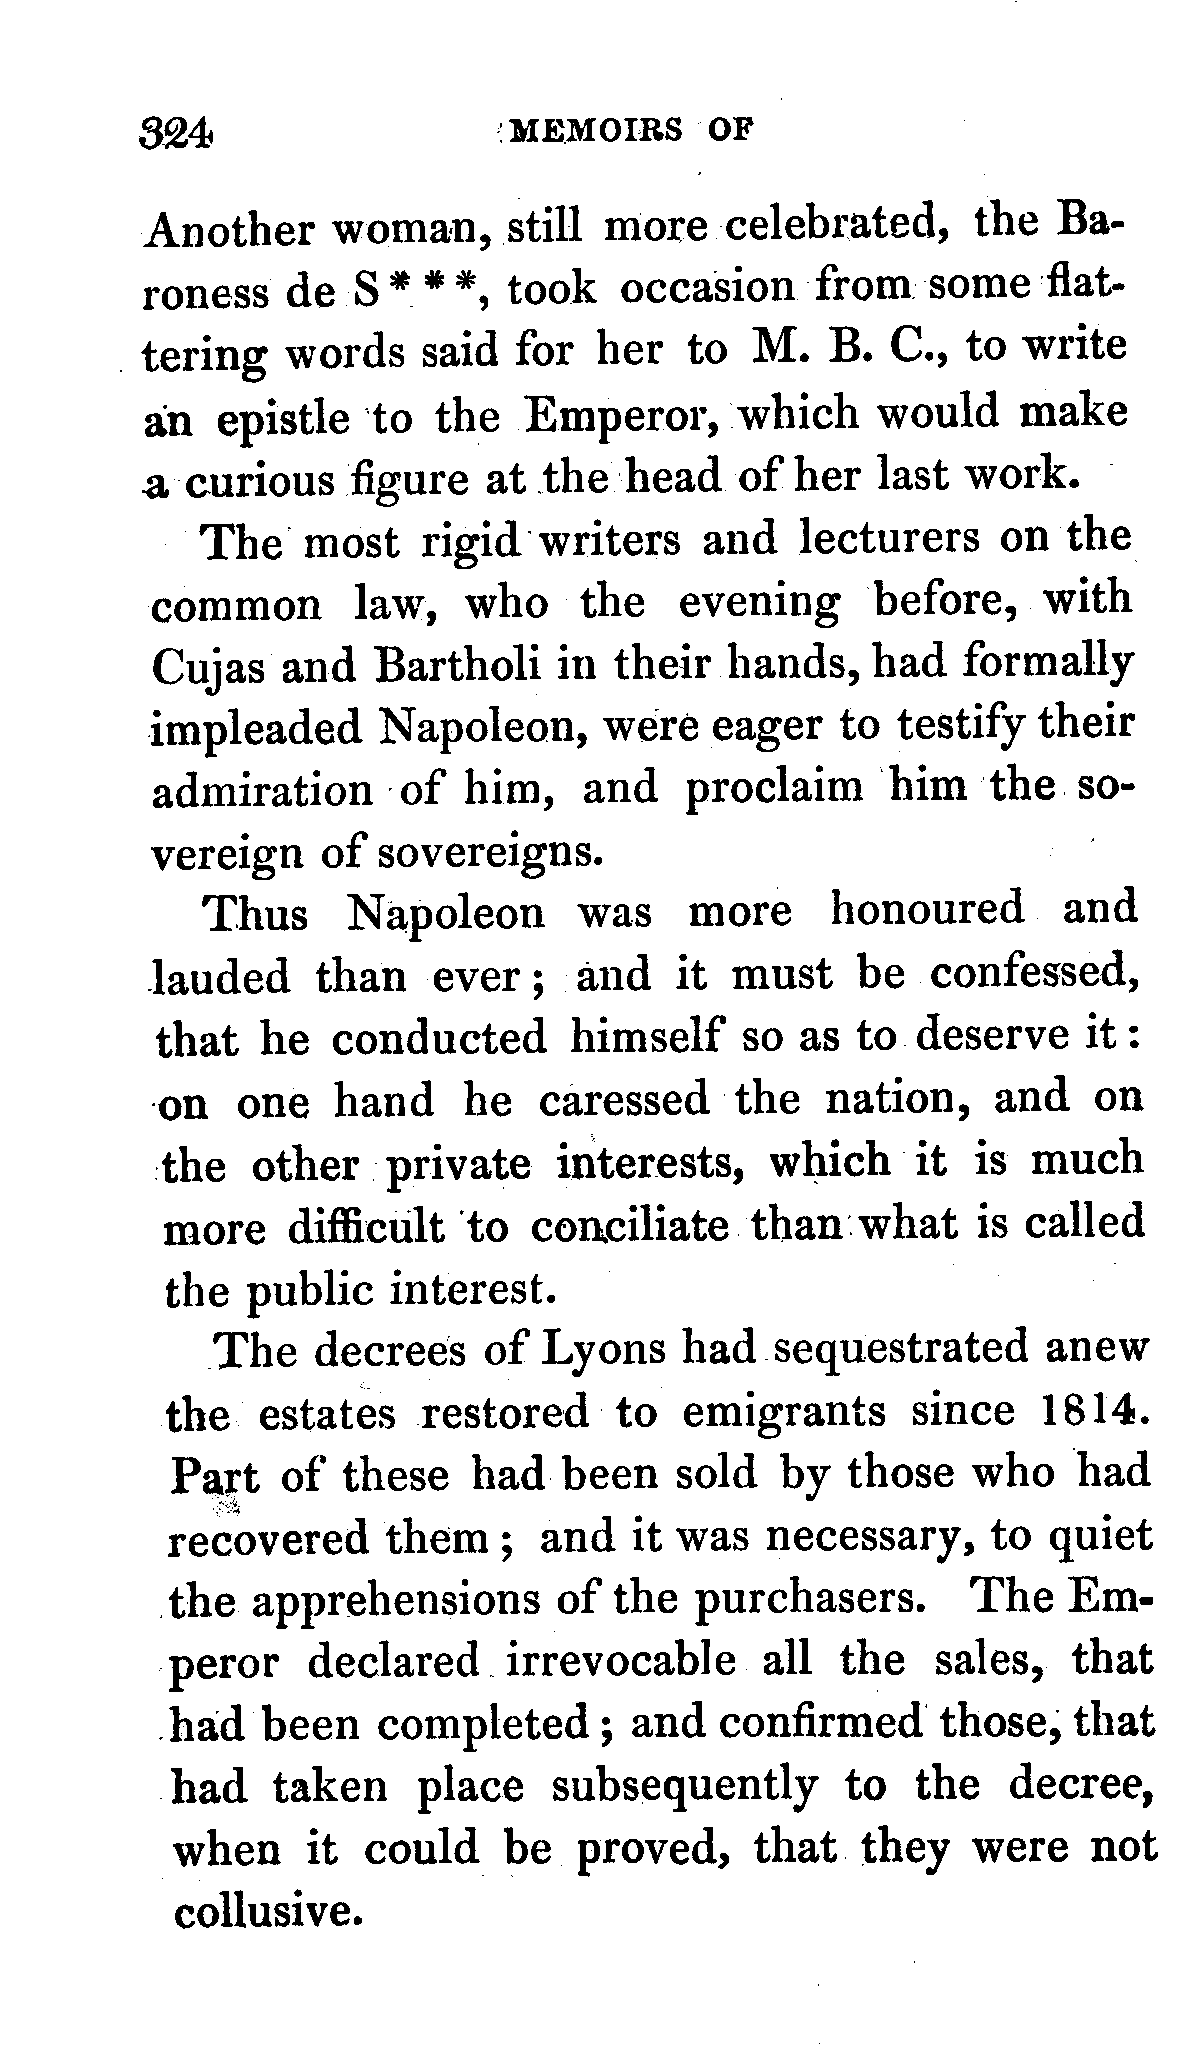 324 MEMOIRS OF
Another woman, still more celebrated, the Ba-
roness de S * * *, took occasion from some flat-
tering words said for her to M. B. C., to write
an epistle to the Emperor, which would make
a curious figure at the head of her last work.
The most rigid writers and lecturers on the
common law, who the evening before, with
Cujas and Bartholi in their hands, had formally
impleaded Napoleon, were eager to testify their
admiration of him, and proclaim him the so-
vereign of sovereigns.
Thus Napoleon was more honoured and
lauded than ever; and it must be confessed,
that he conducted himself so as to deserve it:
on one hand he caressed the nation, and on
the other private interests, which it is much
more difficult to conciliate than what is called
the public interest.
The decrees of Lyons had sequestrated anew
the estates restored to emigrants since 1814.
Part of these had been sold by those who had
recovered them; and it was necessary, to quiet
the apprehensions of the purchasers. The Em-
peror declared irrevocable all the sales, that
had been completed; and confirmed those, that
had taken place subsequently to the decree,
when it could be proved, that they were not
collusive.